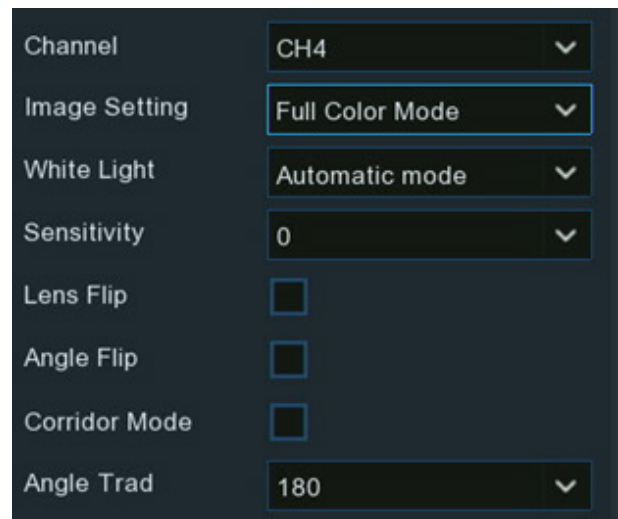 Channel CH4
Image Setting Full Color Mode
White Light Automatic mode
Sensitivity 0
Lens Flip
Angle Flip
Corridor Mode
Angle Trad 180